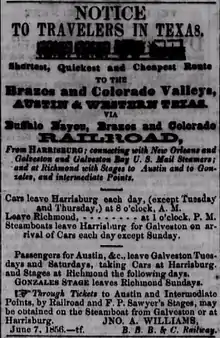 NOTICE
TO TRAVELERS IN TEXAS.
Shortest, Quickest and Cheapest Route
TO THE
Brazos and Colorado Valleys,
AUSTIN & WESTERN TEXAS.
VIA
Buffalo Bayou, Brazos and Colorado
RAILROAD,
From HARRISBURG; connecting with New Orleans and
Galveston and Galveston Bay U. S. Mail Steamers;
and at Richmond with Stages to Austin and to Gon-
zales, and intermediate Points.
Cars leave Harrisburg each day, (except Tuesday
and Thursday,) at 8 o'clock, A. M.
Leave Richmond, - - - - - - - at 1 o'clock, P. M.
Steamboats leave Harrisburg for Galveston on ar-
rival of Cars each day except Sunday.
Passengers for Austin, &c., leave Galveston Tues-
days and Saturdays, taking Cars at Harrisburg,
and Stages at Richmond the following days.
GONZALES STAGE leaves Richmond Sundays.
☞ Through Tickets to Austin and Intermediate
Points, by Railroad and F. P. Sawyer's Stages, may
be obtained on the Steamboat from Galveston or at
Harrisburg. JNO. A. WILLIAMS,
June 7, 1856.—tf. B. B. B. & C. Railway.